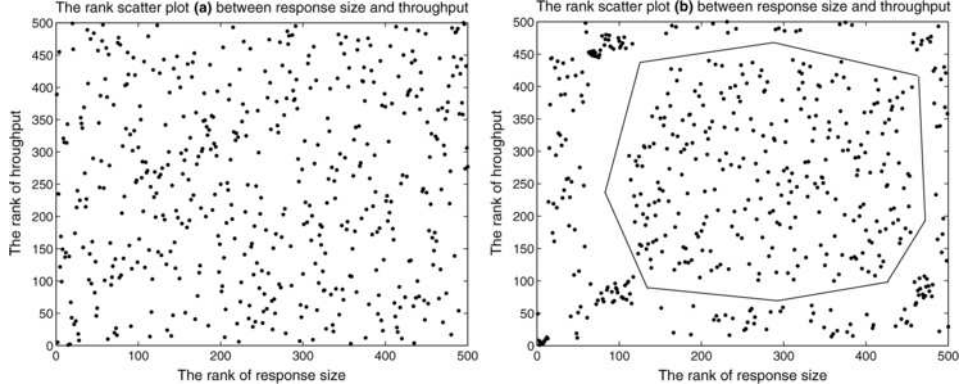 The rank scatter plot (a) between response size and throughput
500
450
400
350
300
250
200
150
100
50
0
The rank of hroughput
0 100 200 300 400 500
The rank of response size
The rank scatter plot (b) between response size and throughput
500
450
400
350
300
250
200
150
100
50
0
The rank of hroughput
0 100 200 300 400 500
The rank of response size